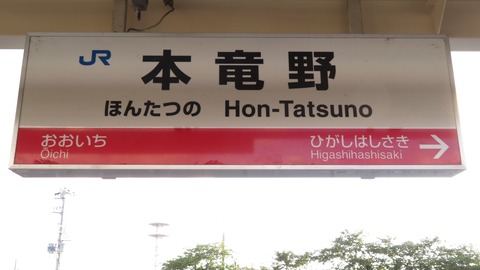 JR 本竜野
ほんたつの Hon-Tatsuno
おおいち ひがしはしさき
Ōichi Higashihashisaki